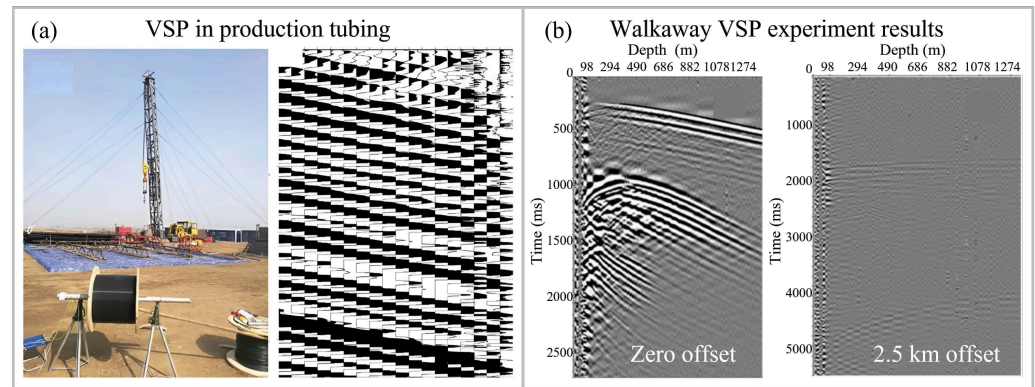 (a) VSP in production tubing
(b) Walkaway VSP experiment results
Depth (m)
0 98 294 490 686 882 1078 1274
500
1000
1500
2000
2500
Time (ms)
Zero offset
Depth (m)
0 98 294 490 686 882 1078 1274
1000
2000
3000
4000
5000
Time (ms)
2.5 km offset